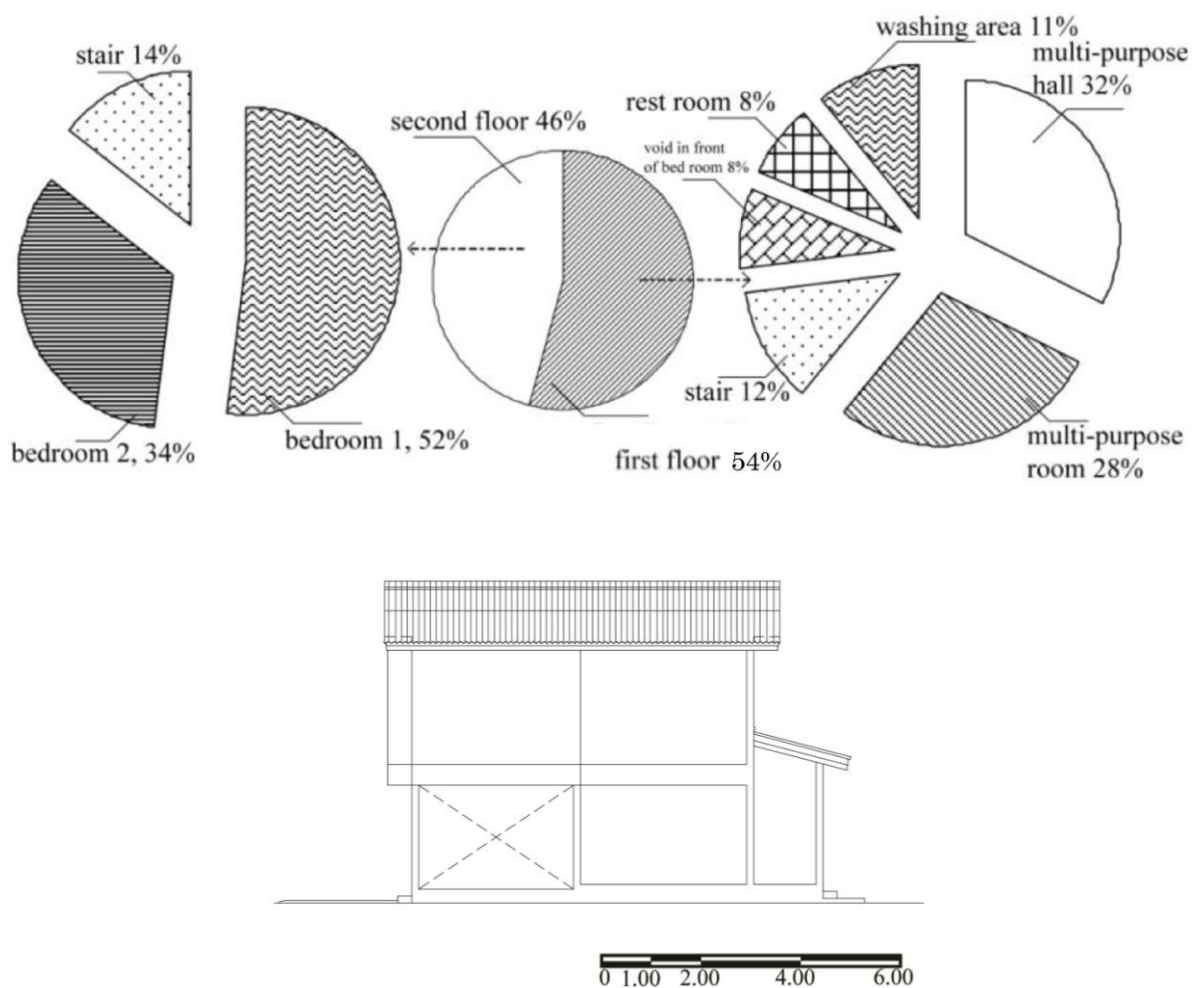 stair 14%
bedroom 2, 34%
bedroom 1, 52%
second floor 46%
first floor 54%
washing area 11%
multi-purpose
hall 32%
rest room 8%
void in front
of bed room 8%
stair 12%
multi-purpose
room 28%
0 1.00 2.00 4.00 6.00